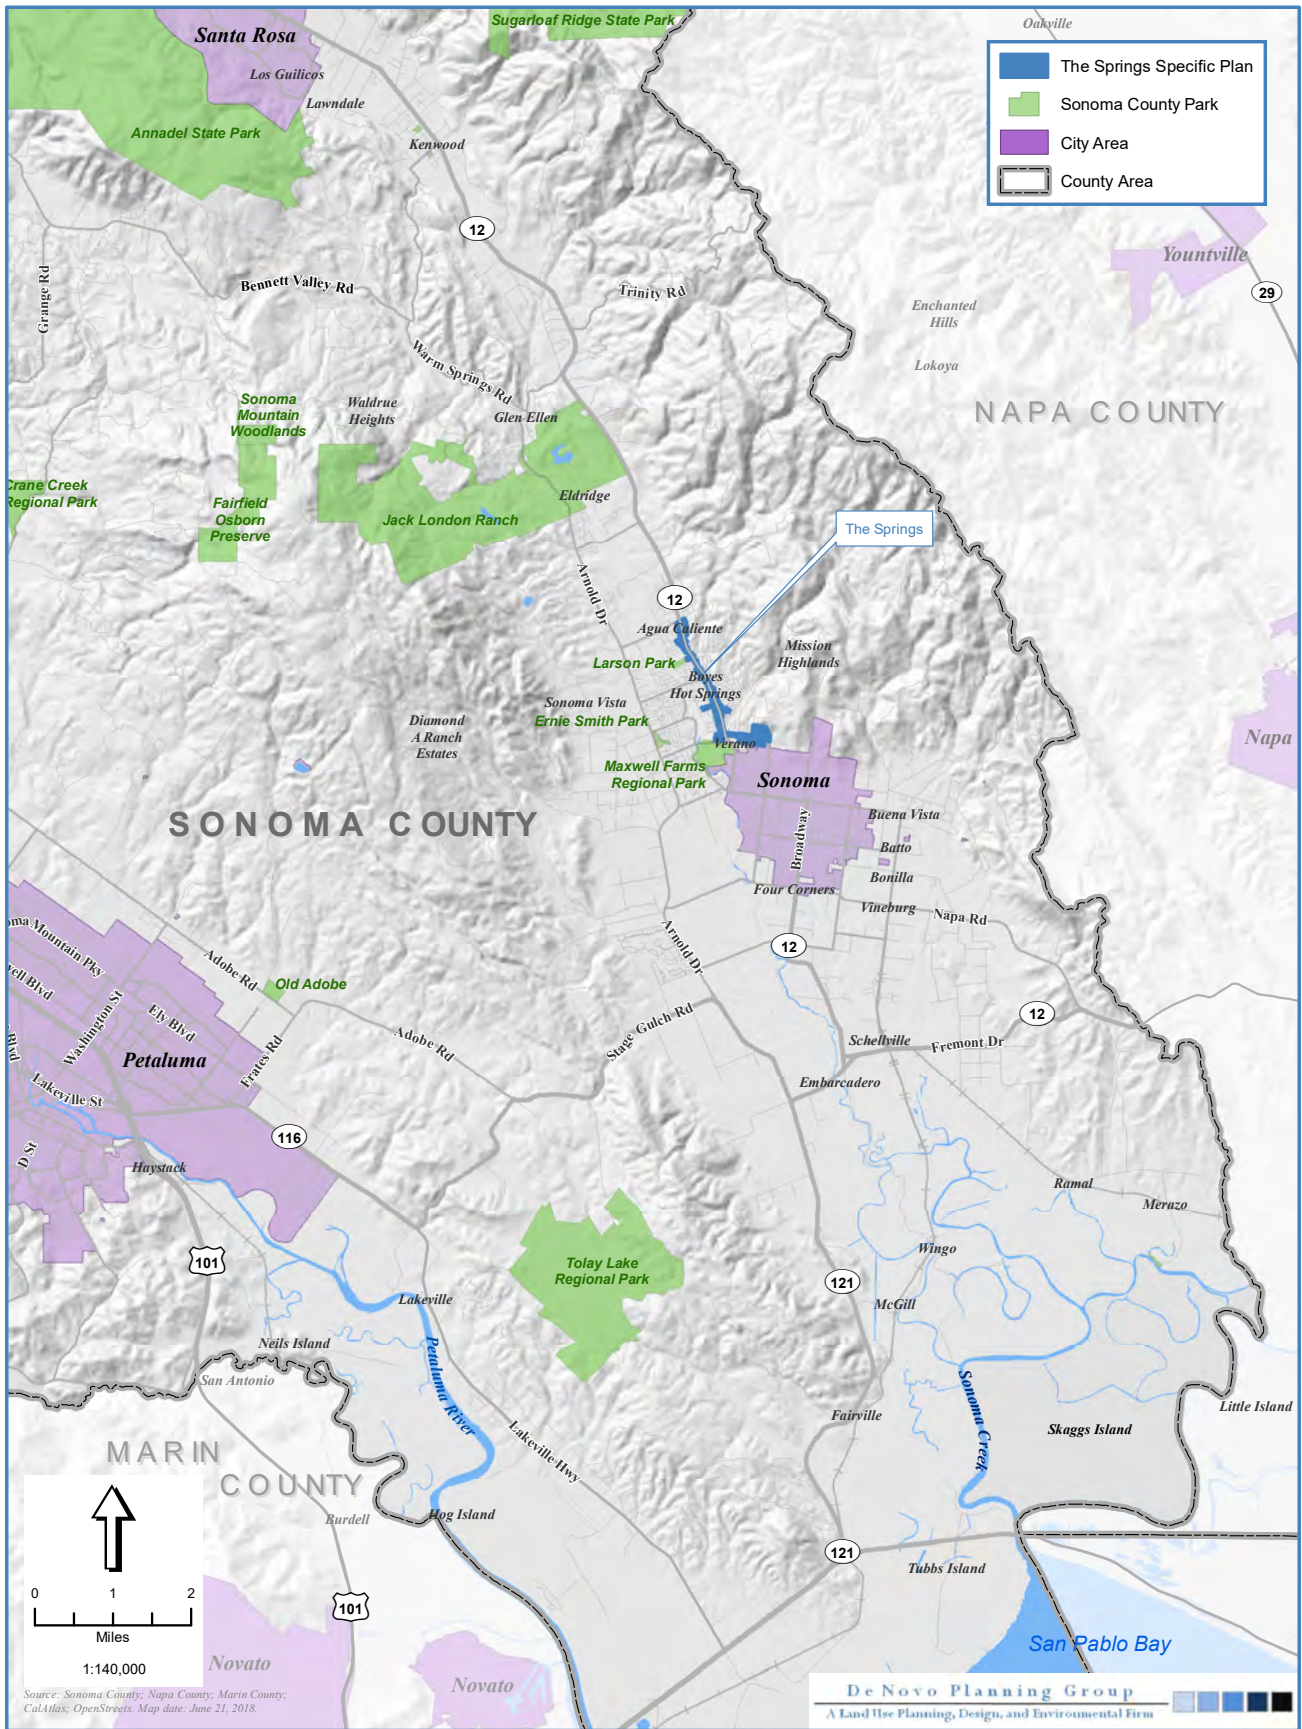 Sugarloaf Ridge State Park
Oakville
Santa Rosa
Los Guilicos
Lawndale
Annadel State Park
Kenwood
The Springs Specific Plan
Sonoma County Park
City Area
County Area
12
Yountville
29
Bennett Valley Rd
Grange Rd
Trinity Rd
Enchanted
Hills
Lokoya
Warm Springs Rd
NAPA COUNTY
Sonoma
Mountain
Woodlands
Waldrue
Heights
Glen Ellen
Crane Creek
Regional Park
Fairfield
Osborn
Preserve
Jack London Ranch
Eldridge
The Springs
Arnold Dr
12
Agua Caliente
Mission
Highlands
Larson Park
Boyes
Hot Springs
Sonoma Vista
Ernie Smith Park
Diamond
A Ranch
Estates
Verano
Napa
Maxwell Farms
Regional Park
Sonoma
SONOMA COUNTY
Buena Vista
Broadway
Batto
Bonilla
Four Corners
Vineburg
Napa Rd
oma Mountain Pky
well Blvd
Blvd
Arnold Dr
12
Adobe Rd
Old Adobe
Washington St
Ely Blvd
Stage Gulch Rd
12
Adobe Rd
Frates Rd
Petaluma
Schellville
Fremont Dr
Embarcadero
Lakeville St
116
D St
Haystack
Ramal
Merazo
101
Wingo
Tolay Lake
Regional Park
121
McGill
Lakeville
Neils Island
San Antonio
Petaluma River
Sonoma Creek
Little Island
Fairville
Skaggs Island
Lakeville Hwy
MARIN
COUNTY
Burdell
Hog Island
121
Tubbs Island
0 1 2
Miles
1:140,000
101
San Pablo Bay
Novato
Novato
Source: Sonoma County; Napa County; Marin County;
CalAtlas; OpenStreets. Map date: June 21, 2018.
De Novo Planning Group
A Land Use Planning, Design, and Environmental Firm